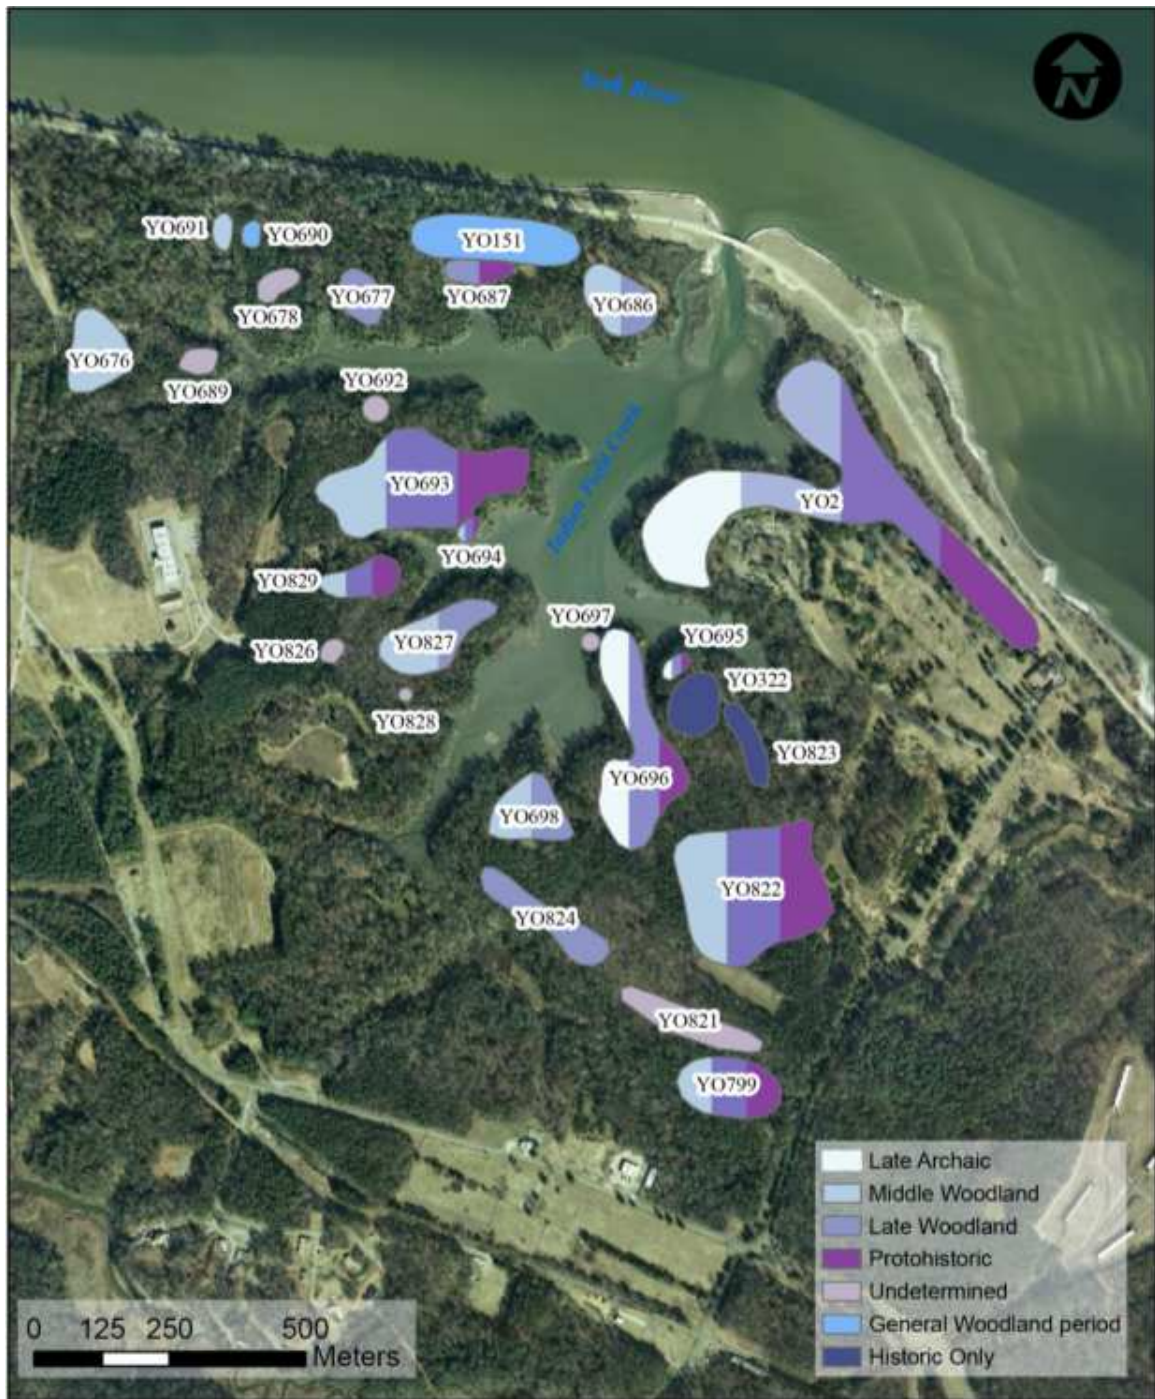 York River
N
YO691
YO690
YO151
YO677
YO687
YO686
YO678
YO676
YO689
YO692
Indian Field Creek
YO693
YO2
YO694
YO829
YO697
YO695
YO827
YO826
YO322
YO828
YO823
YO696
YO698
YO822
YO824
YO821
YO799
Late Archaic
Middle Woodland
Late Woodland
Protohistoric
Undetermined
General Woodland period
Historic Only
0 125 250 500
Meters